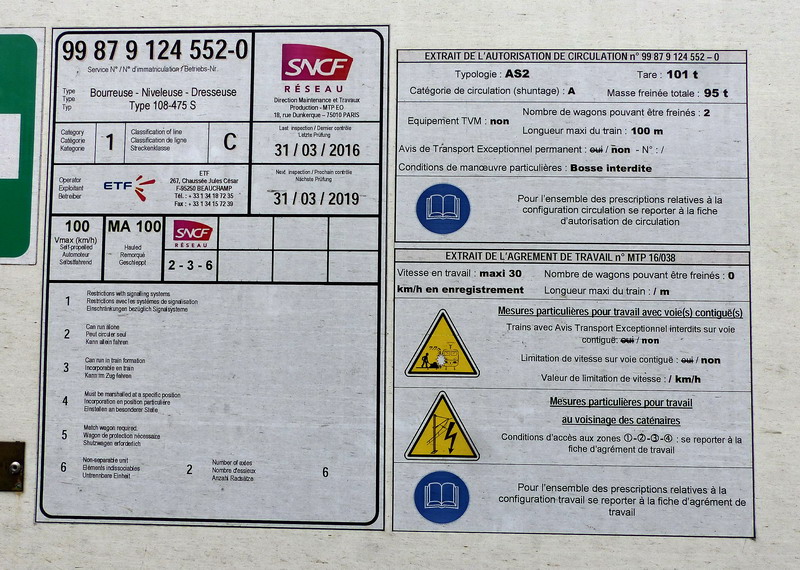 99 87 9 124 552-0
Service N° / N° d'immatriculation / Betriebs-Nr.
Type
Type
Typ
Bourreuse - Niveleuse - Dresseuse
Type 108-475 S
SNCF
RÉSEAU
Direction Maintenance et Travaux
Production - MTP EO
18, rue Dunkerque – 75010 PARIS
Category
Catégorie
Kategorie
1
Classification of line
Classification de ligne
Streckenklasse
C
Last inspection / Dernier contrôle
Letzte Prüfung
31 / 03 / 2016
Operator
Exploitant
Betreiber
ETF
ETF
267, Chaussée Jules César
F-95250 BEAUCHAMP
Tél. : + 33 1 34 18 72 35
Fax : + 33 1 34 15 72 39
Next inspection / Prochain contrôle
Nächste Prüfung
31 / 03 / 2019
100
Vmax (km/h)
Self-propelled
Automoteur
Selbstfahrend
MA 100
Hauled
Remorqué
Geschleppt
SNCF
RÉSEAU
2 - 3 - 6
1
Restrictions with signalling systems
Restrictions avec les systèmes de signalisation
Einschränkungen bezüglich Signalsysteme
2
Can run alone
Peut circuler seul
Kann allein fahren
3
Can run in train formation
Incorporable en train
Kann im Zug fahren
4
Must be marshalled at a specific position
Incorporation en position particulière
Einstellen an besonderer Stelle
5
Match wagon required
Wagon de protection nécessaire
Shutzwagen erforderlich
6
Non-separable unit
Eléments indissociables
Untrennbare Einheit
2
Number of axles
Nombre d'essieux
Anzahl Radsätze
6
EXTRAIT DE L'AUTORISATION DE CIRCULATION n° 99 87 9 124 552 – 0
Typologie : AS2
Tare : 101 t
Catégorie de circulation (shuntage) : A
Masse freinée totale : 95 t
Equipement TVM : non
Nombre de wagons pouvant être freinés : 2
Longueur maxi du train : 100 m
Avis de Transport Exceptionnel permanent : oui / non - N° : /
Conditions de manœuvre particulières : Bosse interdite
Pour l'ensemble des prescriptions relatives à la
configuration circulation se reporter à la fiche
d'autorisation de circulation
EXTRAIT DE L'AGREMENT DE TRAVAIL n° MTP 16/038
Vitesse en travail : maxi 30
km/h en enregistrement
Nombre de wagons pouvant être freinés : 0
Longueur maxi du train : / m
Mesures particulières pour travail avec voie(s) contiguë(s)
Trains avec Avis Transport Exceptionnel interdits sur voie
contiguë: oui / non
Limitation de vitesse sur voie contiguë : oui / non
Valeur de limitation de vitesse : / km/h
Mesures particulières pour travail
au voisinage des caténaires
Conditions d'accès aux zones ①-②-③-④ : se reporter à la
fiche d'agrément de travail
Pour l'ensemble des prescriptions relatives à la
configuration travail se reporter à la fiche d'agrément de
travail